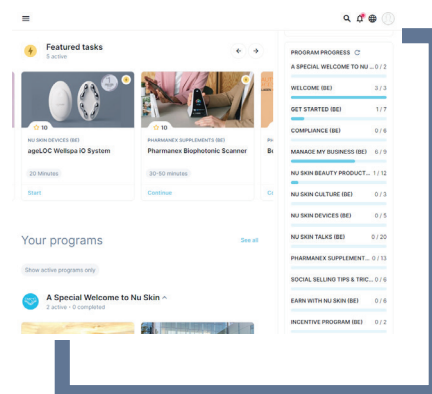 Featured tasks
5 active
10
NU SKIN DEVICES (BE)
ageLOC Wellspa iO System
20 Minutes
Start
10
PHARMANEX SUPPLEMENTS (BE)
Pharmanex Biophotonic Scanner
30-90 minutes
Continue
Your programs
See all
Show active programs only
A Special Welcome to Nu Skin
2 active - 0 completed
PROGRAM PROGRESS
A SPECIAL WELCOME TO NU ... 0 / 2
WELCOME (BE) 3 / 3
GET STARTED (BE) 1 / 7
COMPLIANCE (BE) 0 / 6
MANAGE MY BUSINESS (BE) 6 / 9
NU SKIN BEAUTY PRODUCT... 1 / 12
NU SKIN CULTURE (BE) 0 / 3
NU SKIN DEVICES (BE) 0 / 5
NU SKIN TALKS (BE) 0 / 20
PHARMANEX SUPPLEMENT... 0 / 13
SOCIAL SELLING TIPS & TRIC... 0 / 6
EARN WITH NU SKIN (BE) 0 / 6
INCENTIVE PROGRAM (BE) 0 / 2